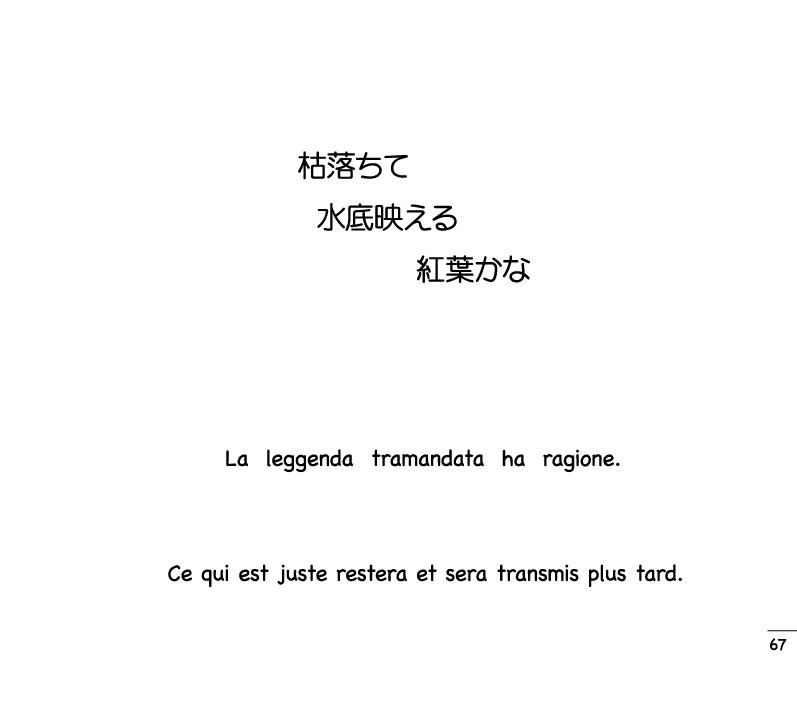 枯落ちて
水底映える
紅葉かな
La leggenda tramandata ha ragione.
Ce qui est juste restera et sera transmis plus tard.
67